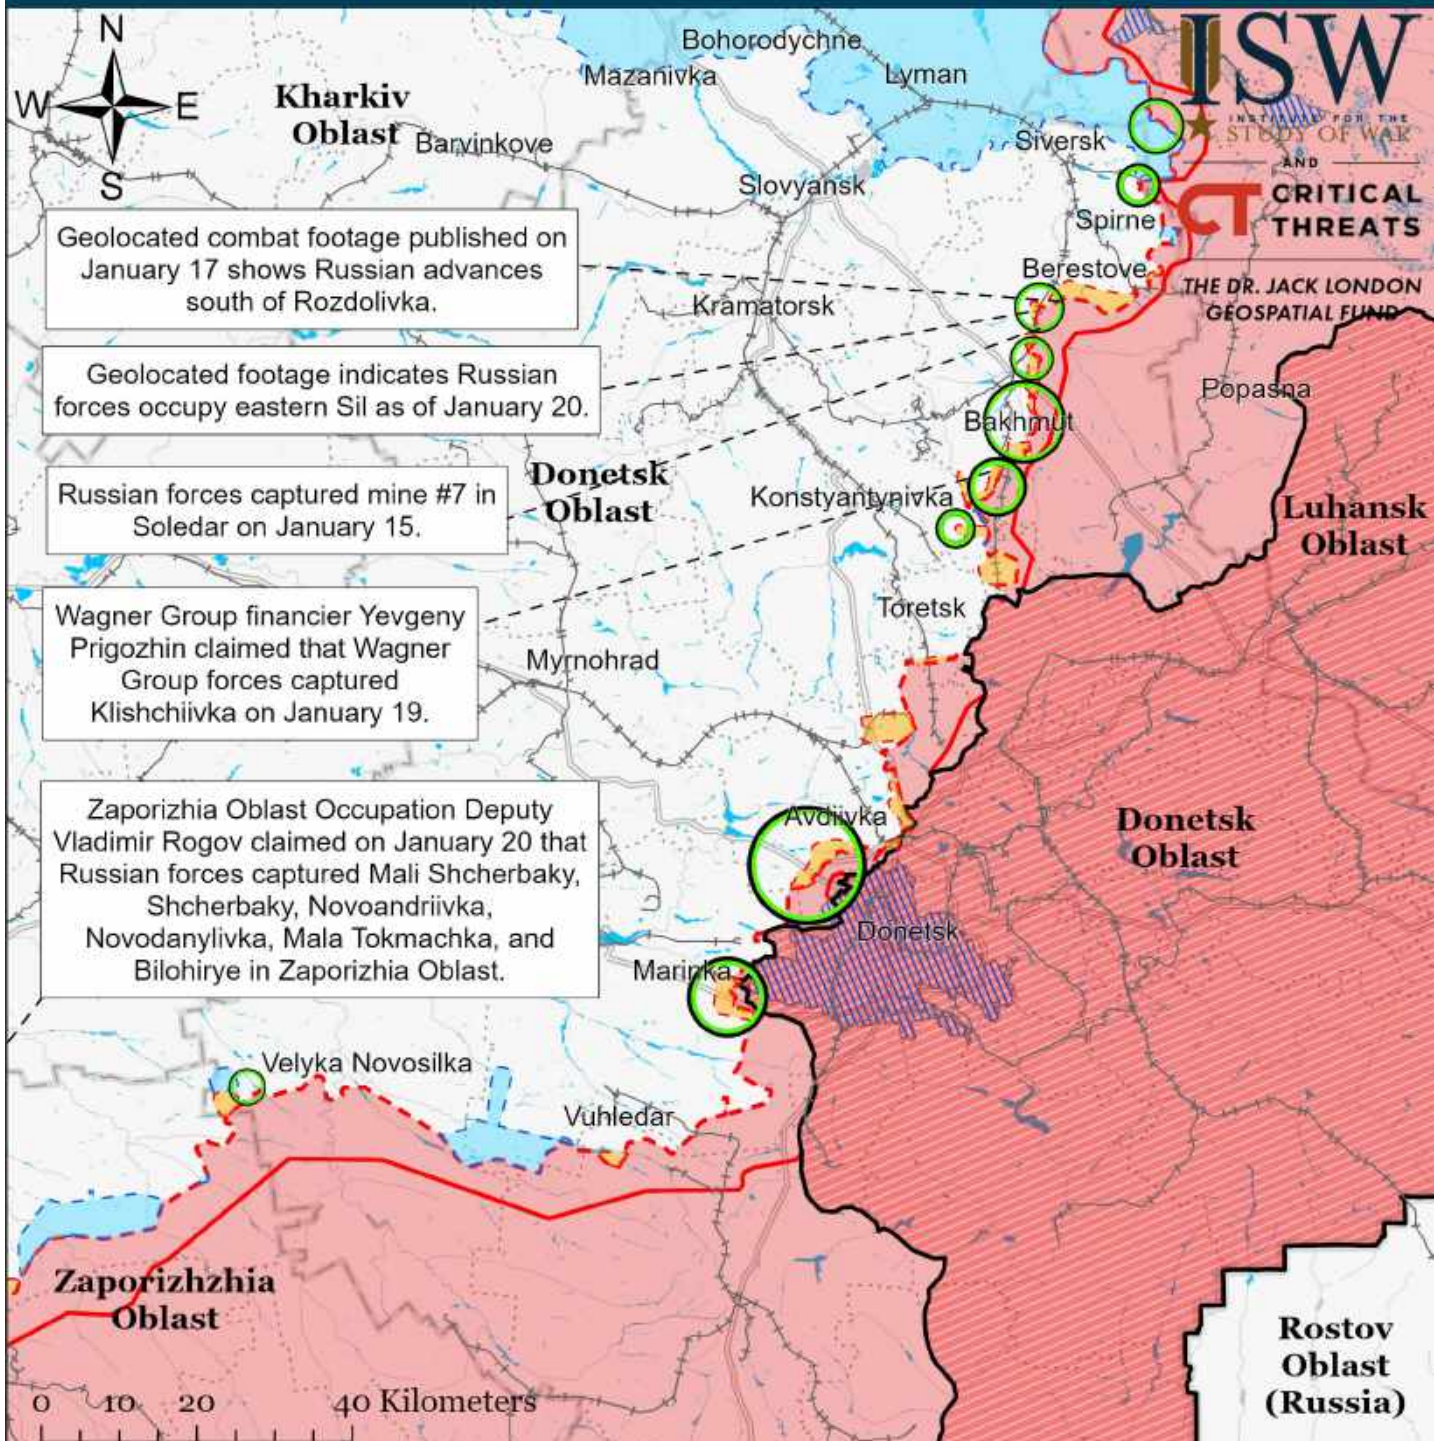 N
W
E
S
Kharkiv
Oblast
Bohorodychne
Mazanivka
Lyman
Barvinkove
Siversk
Slovyansk
Spirne
Berestove
Kramatorsk
Popasna
Bakhmut
ISW
INSTITUTE FOR THE
STUDY OF WAR
AND
CT CRITICAL
THREATS
THE DR. JACK LONDON
GEOSPATIAL FUND
Geolocated combat footage published on
January 17 shows Russian advances
south of Rozdolivka.
Geolocated footage indicates Russian
forces occupy eastern Sil as of January 20.
Russian forces captured mine #7 in
Soledar on January 15.
Donetsk
Oblast
Konstyantynivka
Luhansk
Oblast
Wagner Group financier Yevgeny
Prigozhin claimed that Wagner
Group forces captured
Klishchiivka on January 19.
Toretsk
Myrnohrad
Zaporizhia Oblast Occupation Deputy
Vladimir Rogov claimed on January 20 that
Russian forces captured Mali Shcherbaky,
Shcherbaky, Novoandriivka,
Novodanylivka, Mala Tokmachka, and
Bilohirye in Zaporizhia Oblast.
Avdiivka
Donetsk
Oblast
Donetsk
Marinka
Velyka Novosilka
Vuhledar
Zaporizhzhia
Oblast
Rostov
Oblast
(Russia)
0 10 20 40 Kilometers